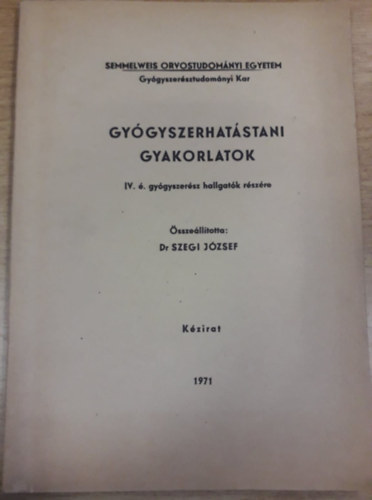 SEMMELWEIS ORVOSTUDOMÁNYI EGYETEM
Gyógyszerésztudományi Kar
GYÓGYSZERHATÁSTANI
GYAKORLATOK
IV. é. gyógyszerész hallgatók részére
Összeállította:
Dr SZEGI JÓZSEF
Kézirat
1971